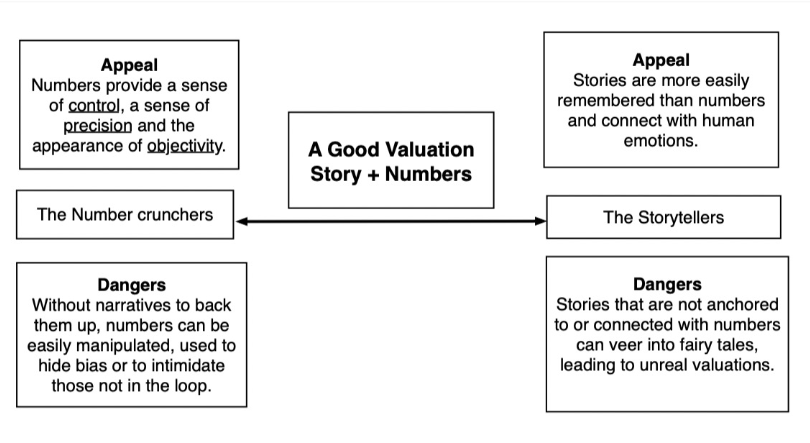 Appeal
Numbers provide a sense
of control, a sense of
precision and the
appearance of objectivity.
The Number crunchers
Dangers
Without narratives to back
them up, numbers can be
easily manipulated, used to
hide bias or to intimidate
those not in the loop.
A Good Valuation
Story + Numbers
Appeal
Stories are more easily
remembered than numbers
and connect with human
emotions.
The Storytellers
Dangers
Stories that are not anchored
to or connected with numbers
can veer into fairy tales,
leading to unreal valuations.